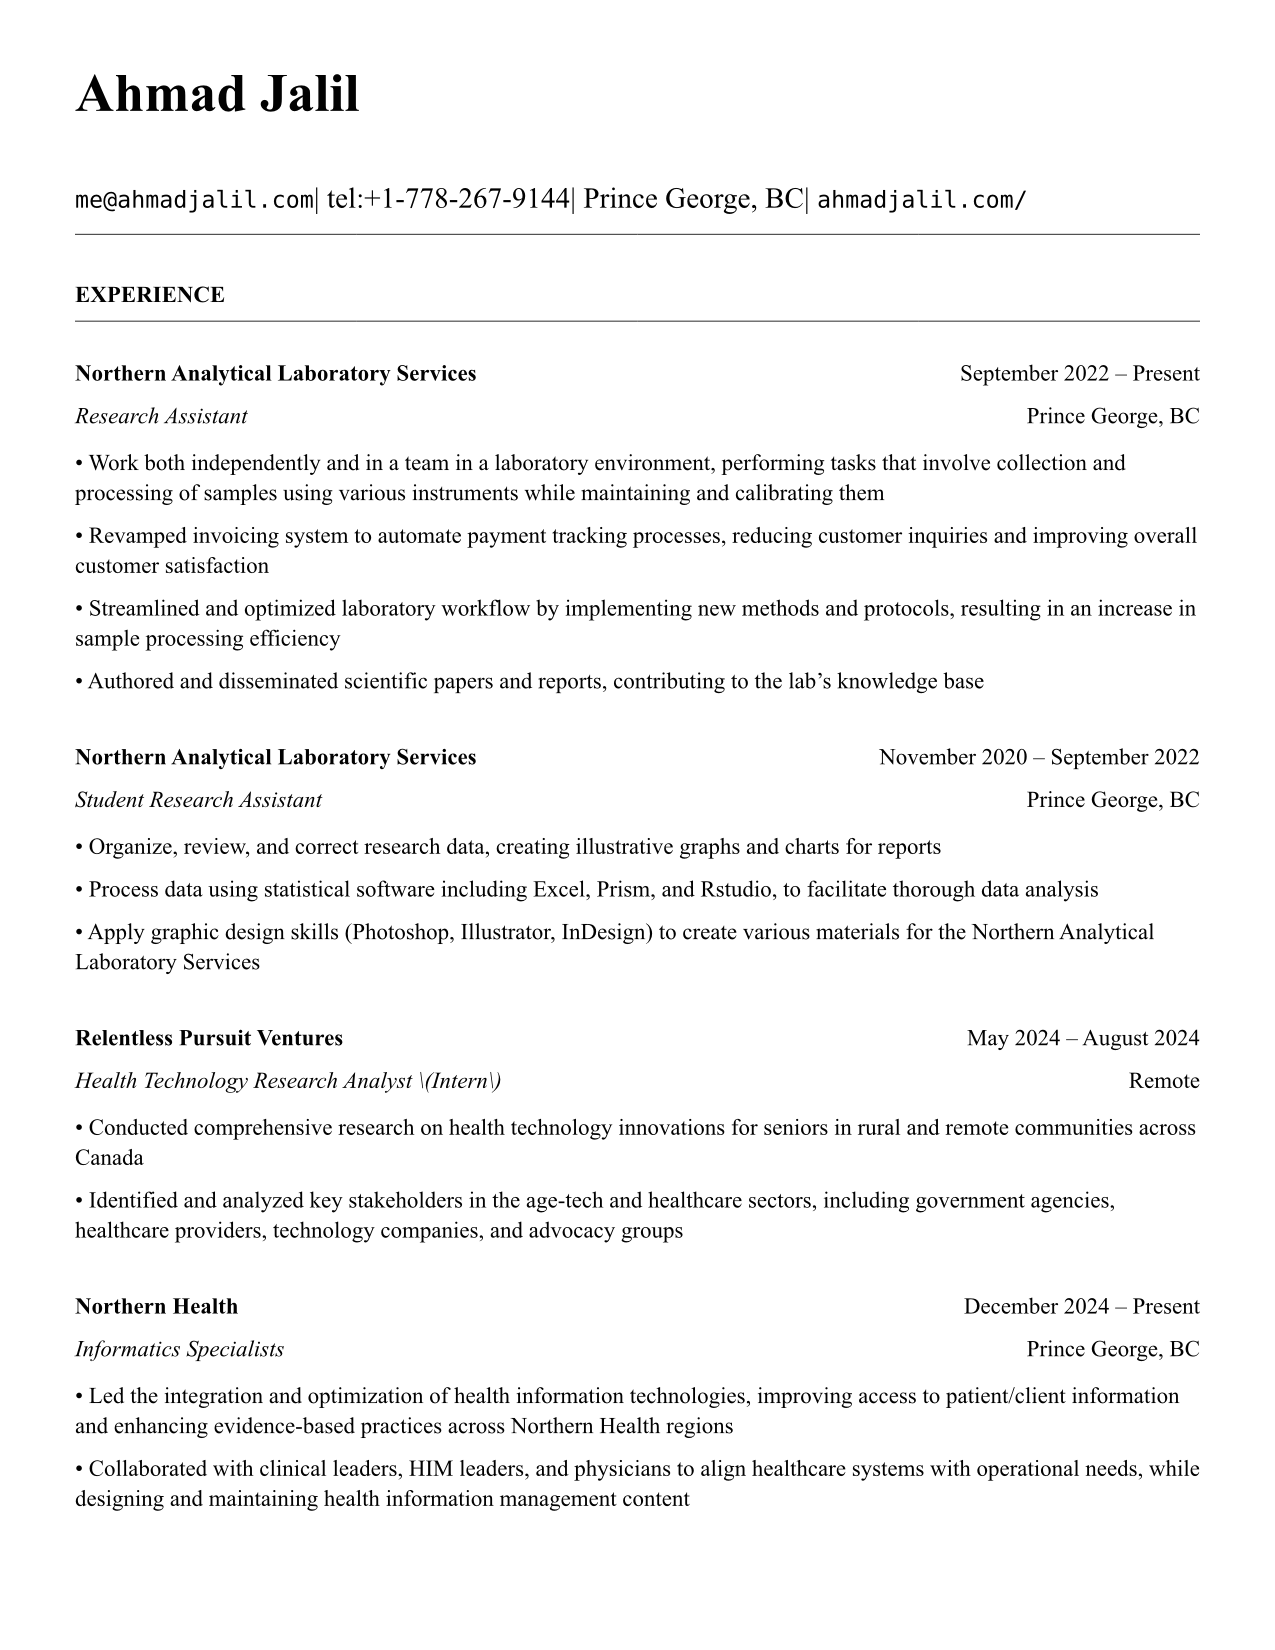 Ahmad Jalil
me@ahmadjalil.com| tel:+1-778-267-9144| Prince George, BC| ahmadjalil.com/
EXPERIENCE
Northern Analytical Laboratory Services September 2022 – Present
Research Assistant Prince George, BC
• Work both independently and in a team in a laboratory environment, performing tasks that involve collection and
processing of samples using various instruments while maintaining and calibrating them
• Revamped invoicing system to automate payment tracking processes, reducing customer inquiries and improving overall
customer satisfaction
• Streamlined and optimized laboratory workflow by implementing new methods and protocols, resulting in an increase in
sample processing efficiency
• Authored and disseminated scientific papers and reports, contributing to the lab’s knowledge base
Northern Analytical Laboratory Services November 2020 – September 2022
Student Research Assistant Prince George, BC
• Organize, review, and correct research data, creating illustrative graphs and charts for reports
• Process data using statistical software including Excel, Prism, and Rstudio, to facilitate thorough data analysis
• Apply graphic design skills (Photoshop, Illustrator, InDesign) to create various materials for the Northern Analytical
Laboratory Services
Relentless Pursuit Ventures May 2024 – August 2024
Health Technology Research Analyst \(Intern\) Remote
• Conducted comprehensive research on health technology innovations for seniors in rural and remote communities across
Canada
• Identified and analyzed key stakeholders in the age-tech and healthcare sectors, including government agencies,
healthcare providers, technology companies, and advocacy groups
Northern Health December 2024 – Present
Informatics Specialists Prince George, BC
• Led the integration and optimization of health information technologies, improving access to patient/client information
and enhancing evidence-based practices across Northern Health regions
• Collaborated with clinical leaders, HIM leaders, and physicians to align healthcare systems with operational needs, while
designing and maintaining health information management content